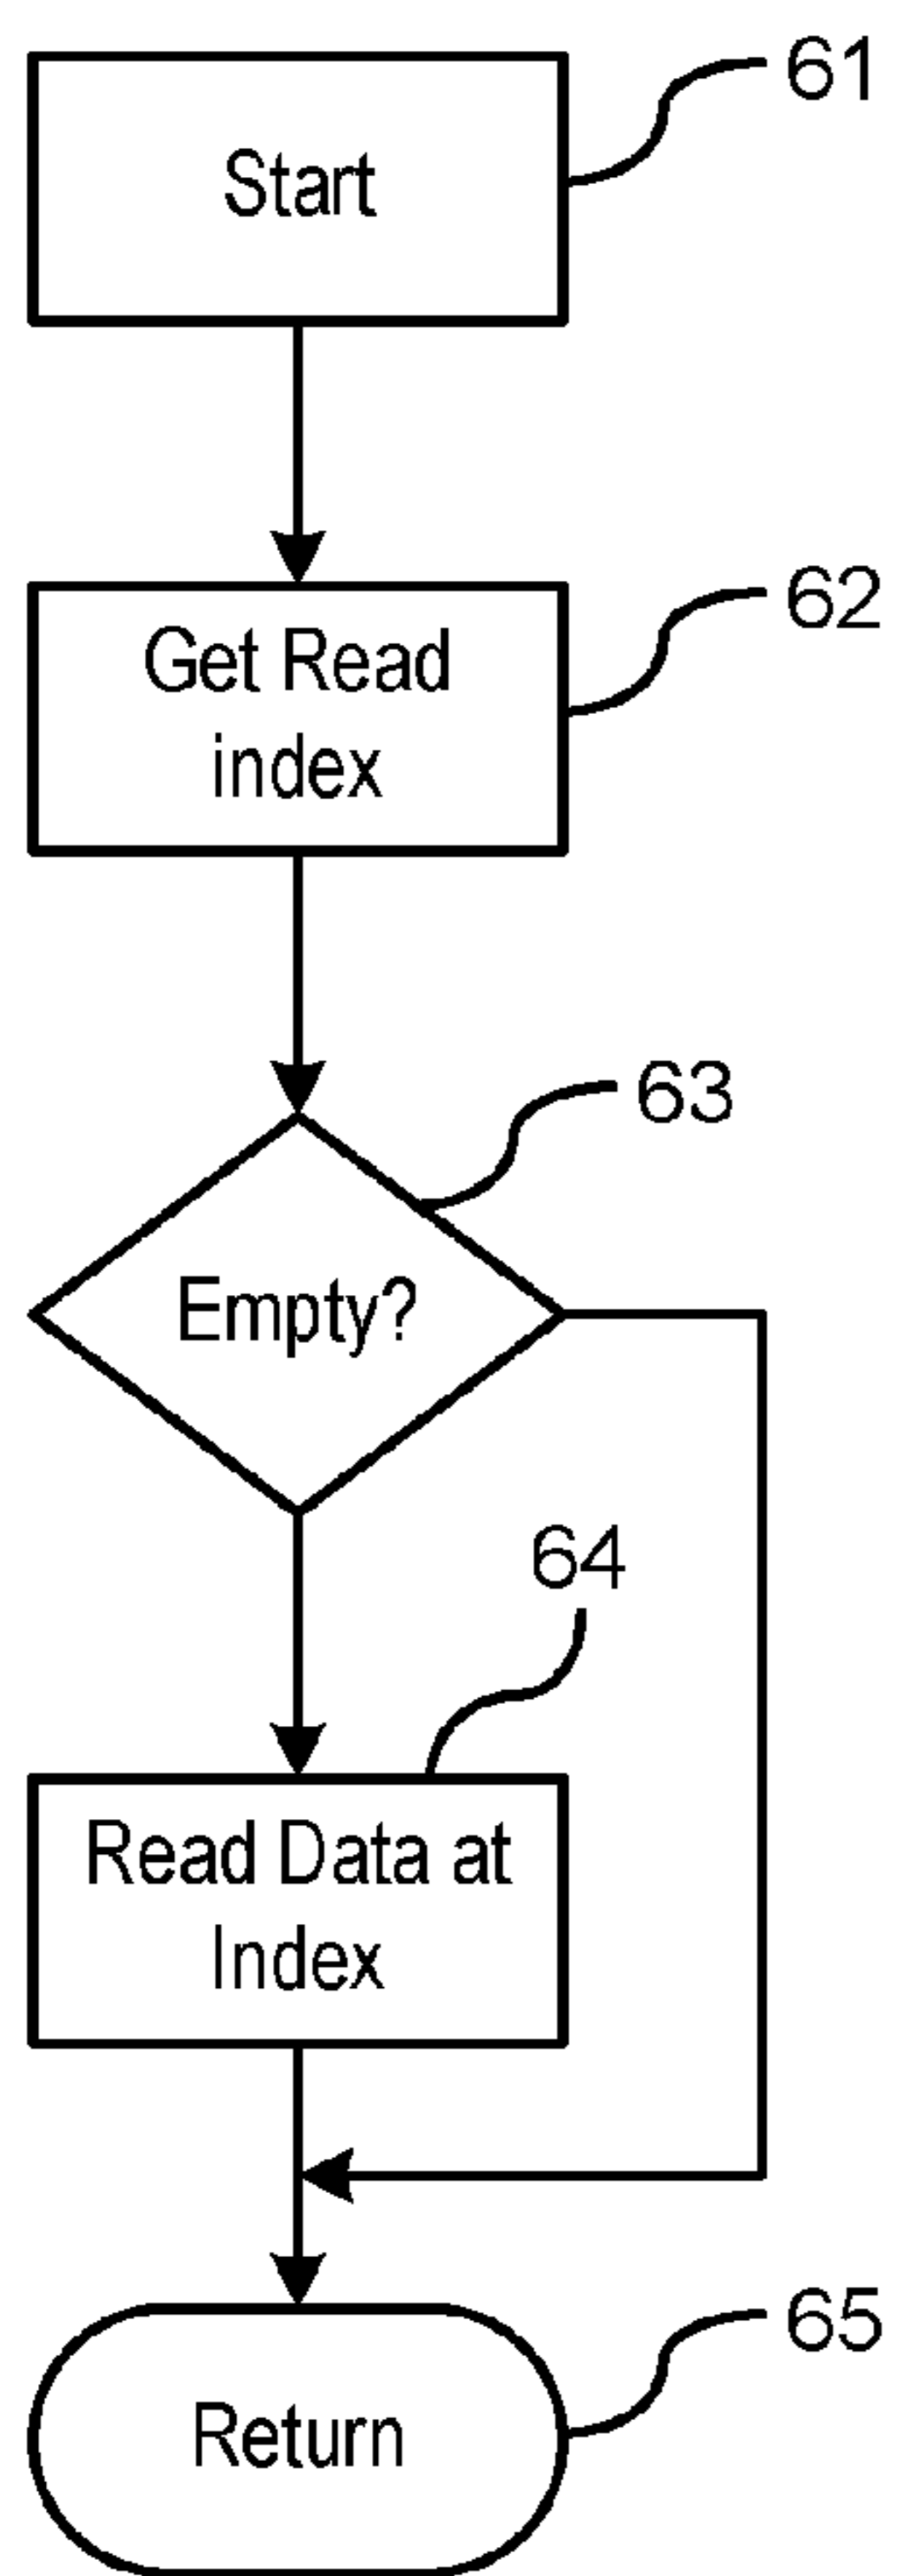 61
Start
62
Get Read
index
63
Empty?
64
Read Data at
Index
65
Return